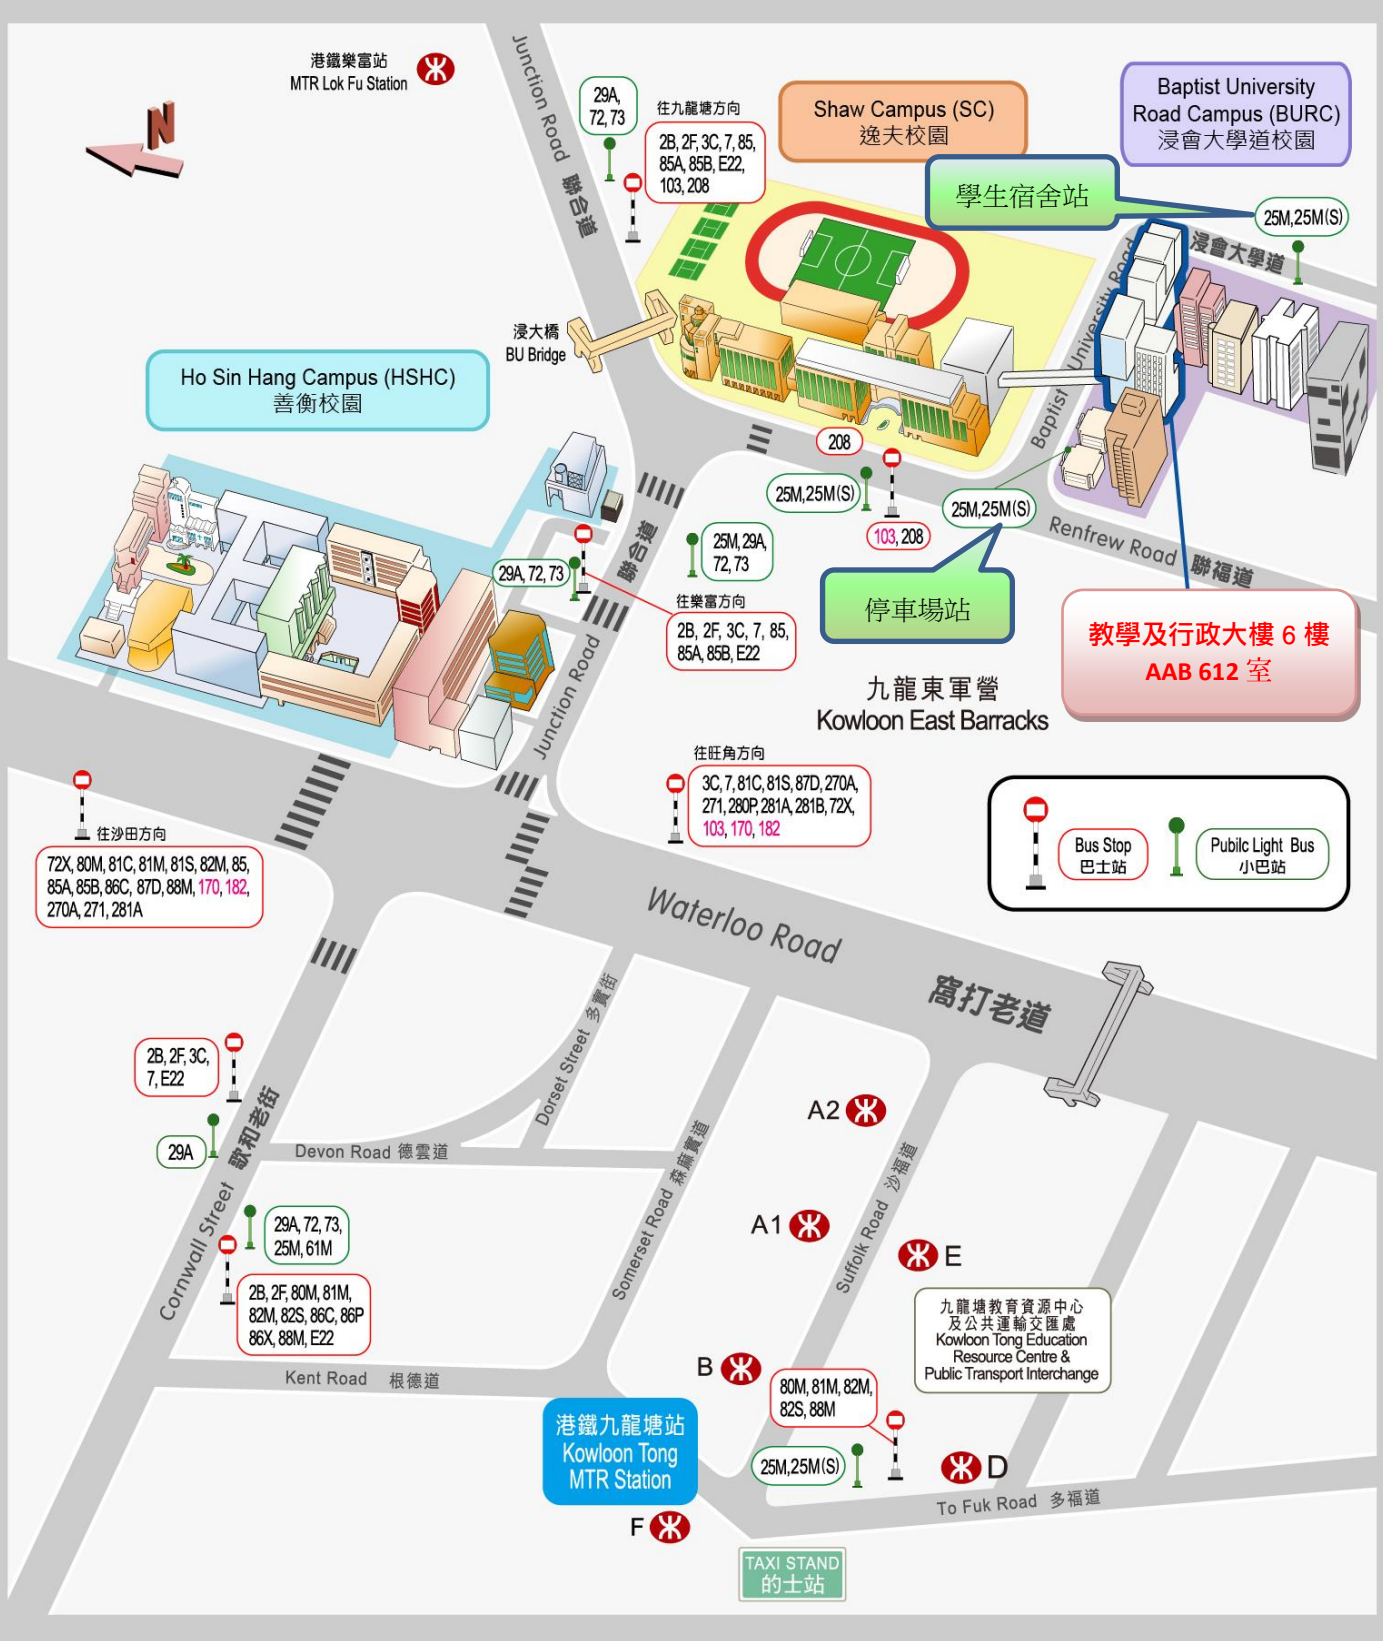 港鐵樂富站
MTR Lok Fu Station
N
Junction Road 聯合道
29A,
72, 73
往九龍塘方向
2B, 2F, 3C, 7, 85,
85A, 85B, E22,
103, 208
Shaw Campus (SC)
逸夫校園
Baptist University
Road Campus (BURC)
浸會大學道校園
學生宿舍站
25M,25M(S)
浸會大學道
Baptist University Road
浸大橋
BU Bridge
Ho Sin Hang Campus (HSHC)
善衡校園
208
25M,25M(S)
103, 208
25M,25M(S)
Renfrew Road 聯福道
停車場站
教學及行政大樓 6 樓
AAB 612 室
聯合道
25M, 29A,
72, 73
29A, 72, 73
往樂富方向
2B, 2F, 3C, 7, 85,
85A, 85B, E22
Junction Road
九龍東軍營
Kowloon East Barracks
往旺角方向
3C, 7, 81C, 81S, 87D, 270A,
271, 280P, 281A, 281B, 72X,
103, 170, 182
往沙田方向
72X, 80M, 81C, 81M, 81S, 82M, 85,
85A, 85B, 86C, 87D, 88M, 170, 182,
270A, 271, 281A
Bus Stop
巴士站
Pubilc Light Bus
小巴站
Waterloo Road 窩打老道
2B, 2F, 3C,
7, E22
29A
Cornwall Street 歌和老街
Devon Road 德雲道
Dorset Street 多實街
Somerset Road 森麻實道
Suffolk Road 沙福道
A2
A1
E
29A, 72, 73,
25M, 61M
2B, 2F, 80M, 81M,
82M, 82S, 86C, 86P
86X, 88M, E22
九龍塘教育資源中心
及公共運輸交匯處
Kowloon Tong Education
Resource Centre &
Public Transport Interchange
Kent Road 根德道
B
80M, 81M, 82M,
82S, 88M
港鐵九龍塘站
Kowloon Tong
MTR Station
25M,25M(S)
D
To Fuk Road 多福道
F
TAXI STAND
的士站